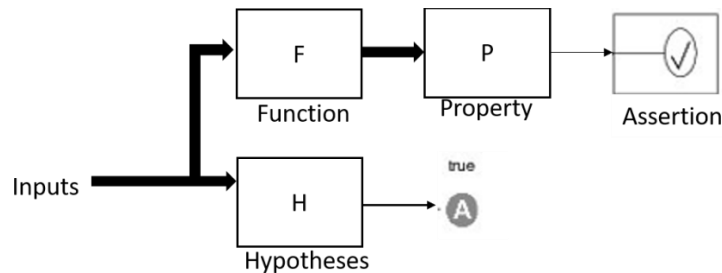 F
P
Function
Property
Assertion
Inputs
true
H
A
Hypotheses